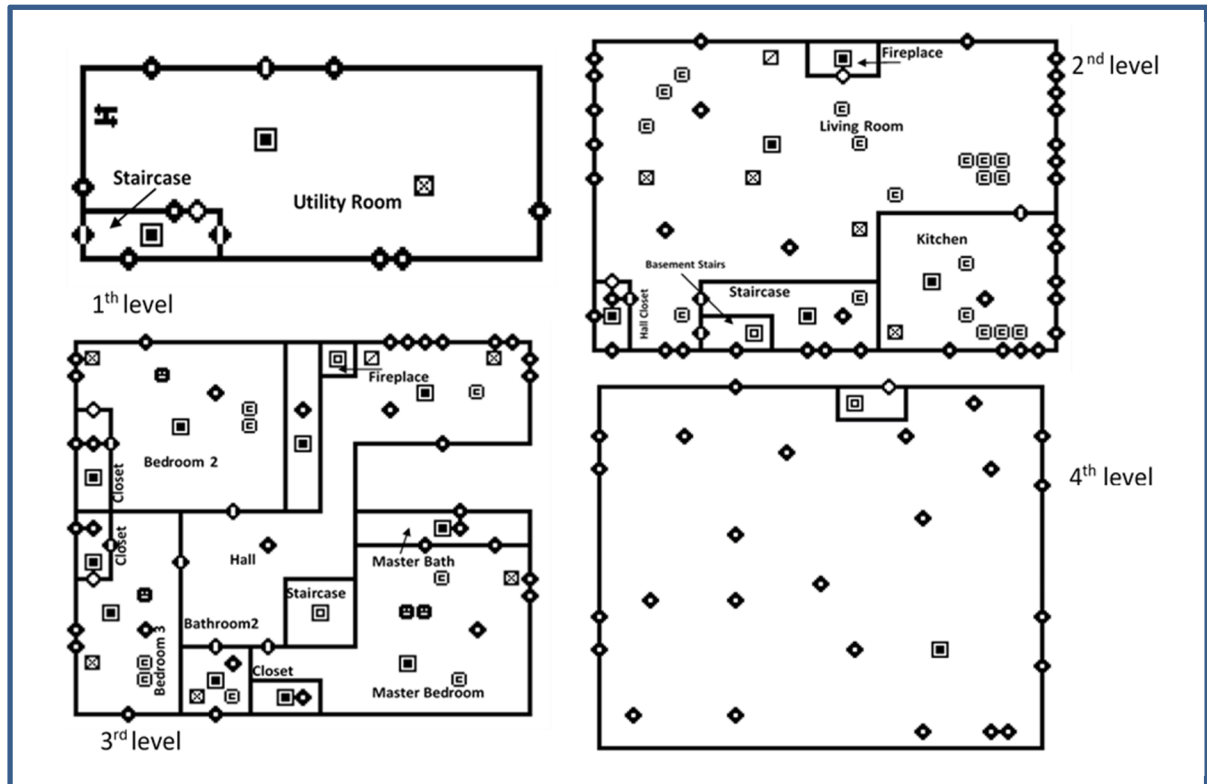 Staircase
Utility Room
1th level
Fireplace
2nd level
Living Room
Kitchen
Basement Stairs
Staircase
Hall Closet
Fireplace
Bedroom 2
Closet
Closet
Hall
Master Bath
Staircase
Bathroom2
Bedroom 3
Closet
Master Bedroom
3rd level
4th level